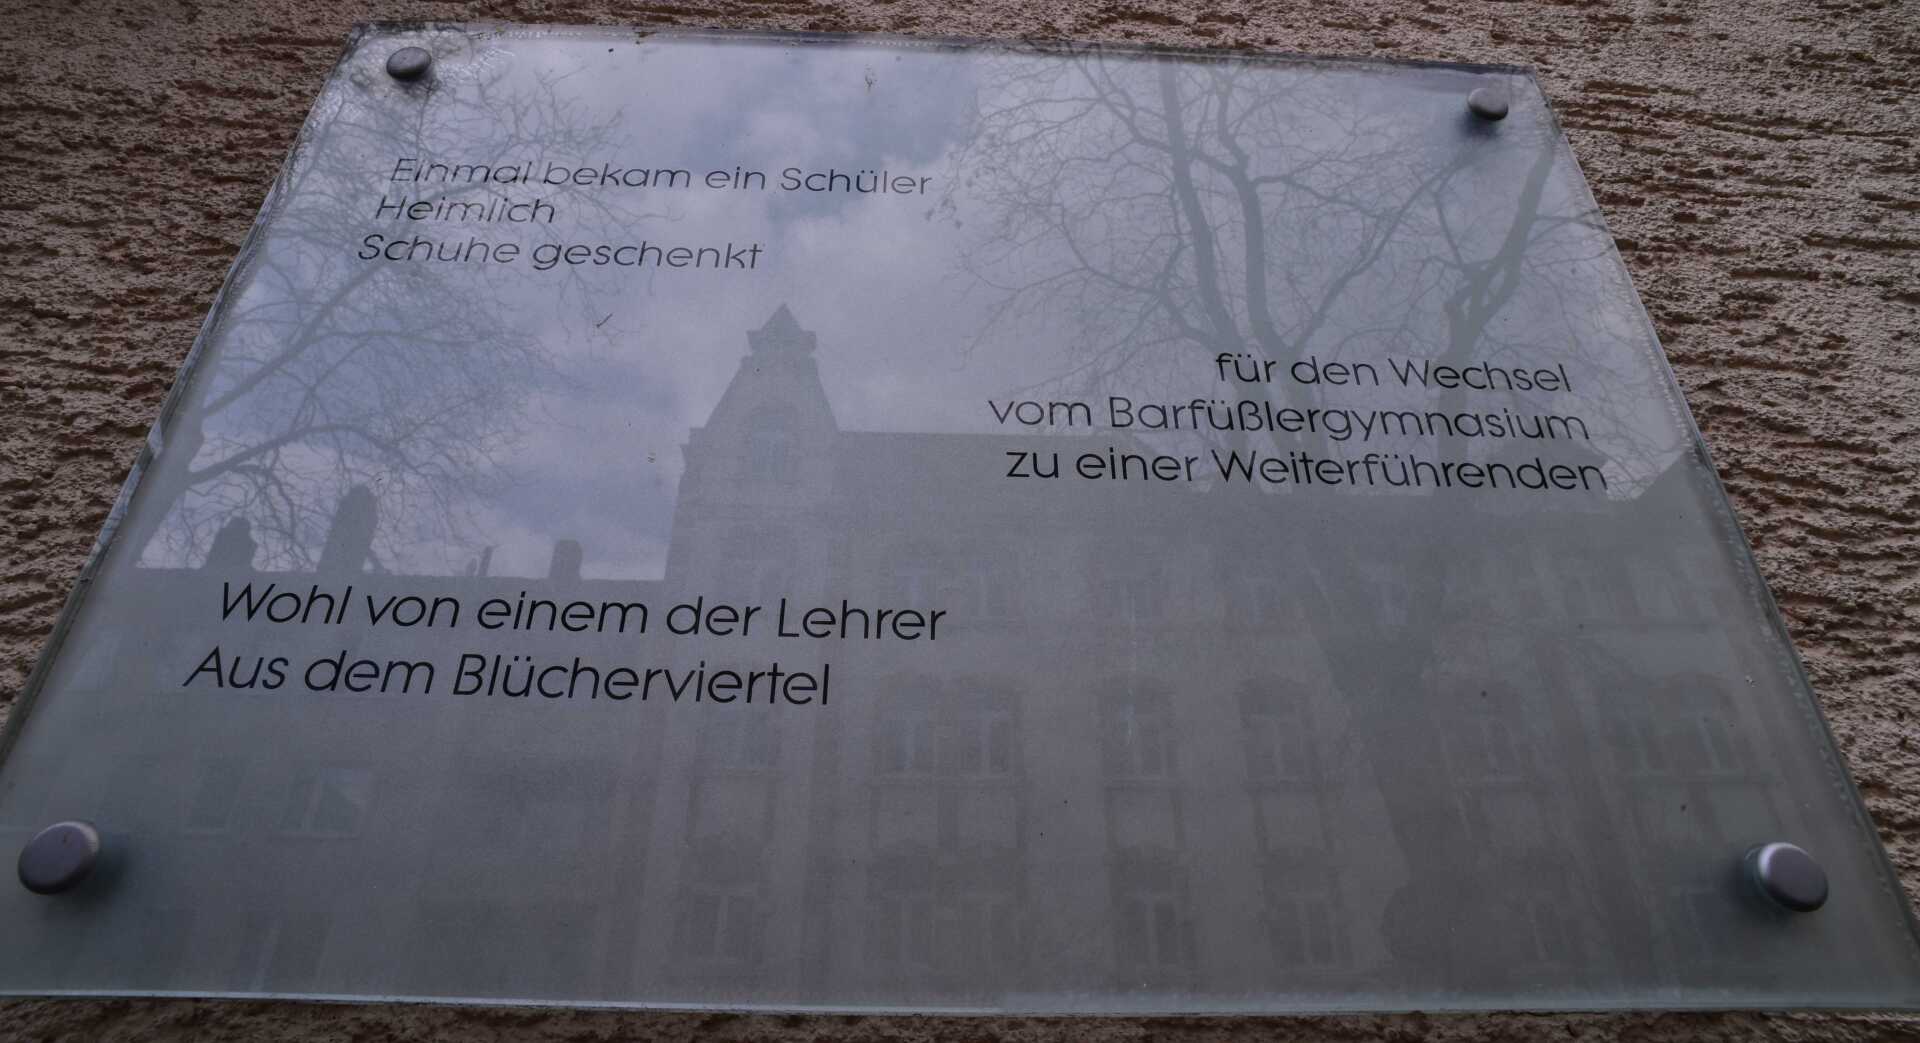 Einmal bekam ein Schüler
Heimlich
Schuhe geschenkt
für den Wechsel
vom Barfüßlergymnasium
zu einer Weiterführenden
Wohl von einem der Lehrer
Aus dem Blücherviertel